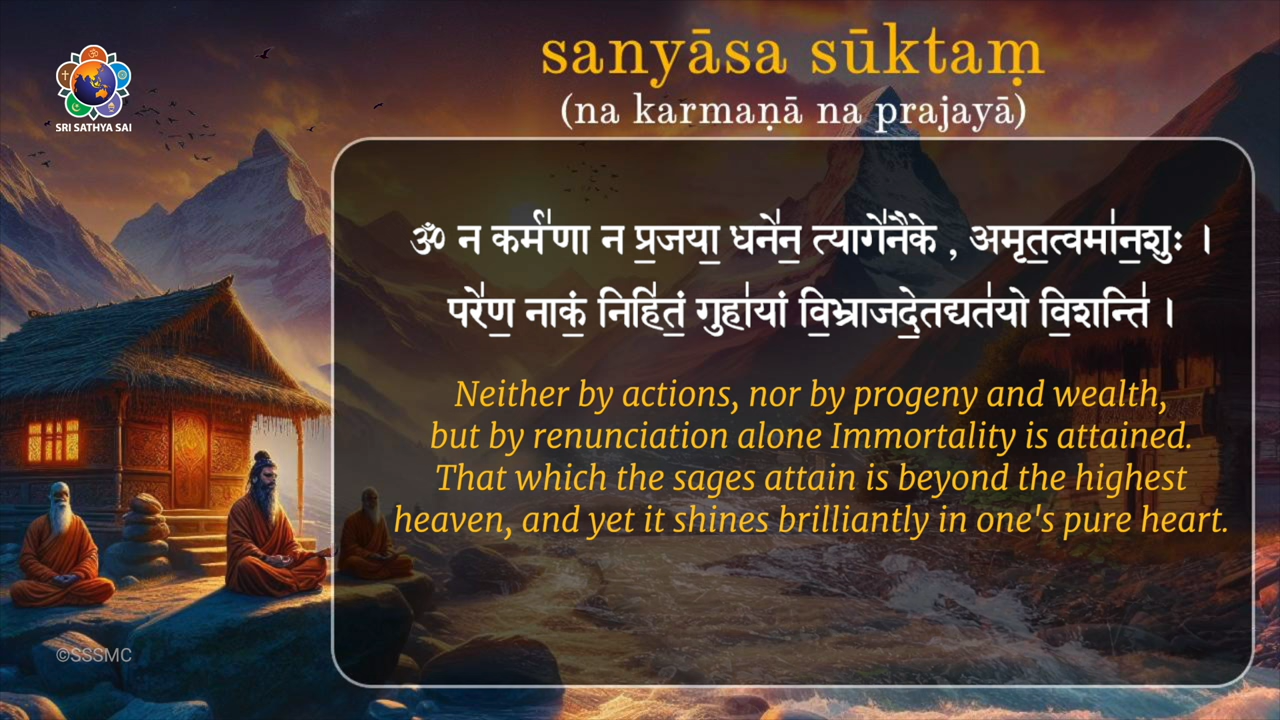 sanyāsa sūktaṃ
(na karmaṇā na prajayā)
SRI SATHYA SAI
ॐ न कर्म॑णा न प्र॒जया॒ धने॑न॒ त्यागे॑नै॑के , अमृत॒त्वमा॑न॒शुः ।
परे॑ण॒ नाकं॒ निहि॑तं॒ गुहा॑यां वि॒भ्राजदे॒तद्यत॑यो वि॒शान्ति॑ ।
Neither by actions, nor by progeny and wealth,
but by renunciation alone Immortality is attained.
That which the sages attain is beyond the highest
heaven, and yet it shines brilliantly in one's pure heart.
©SSSMC